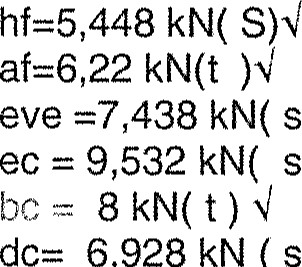 hf=5,448 kN( S)√
af=6,22 kN(t )√
eve =7,438 kN( s
ec = 9,532 kN( s
bc = 8 kN( t ) √
dc= 6.928 kN ( s